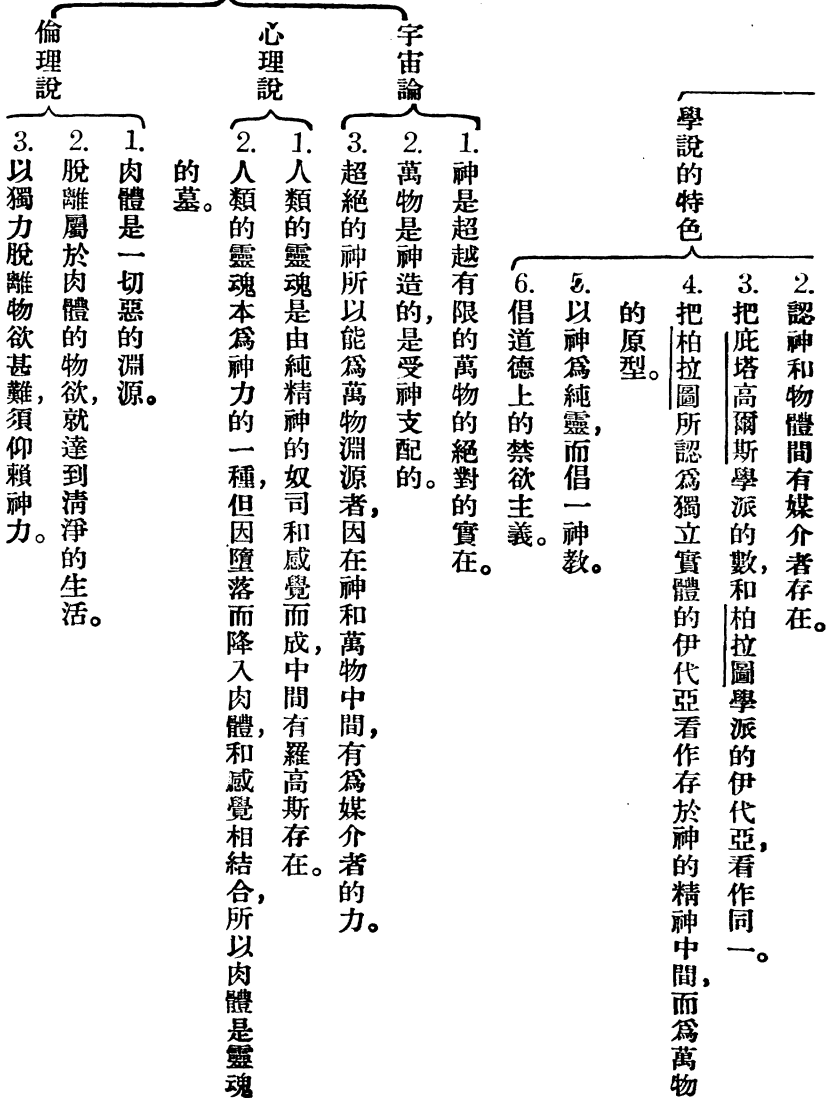 學說的特色
2. 認神和物體間有媒介者存在。
3. 把庇塔高爾斯學派的數，和柏拉圖學派的伊代亞，看作同一。
4. 把柏拉圖所認爲獨立實體的伊代亞看作存於神的精神中間，而爲萬物
的原型。
5. 以神爲純靈，而倡一神教。
6. 倡道德上的禁欲主義。
宇宙論
1. 神是超越有限的萬物的絕對的實在。
2. 萬物是神造的，是受神支配的。
3. 超絕的神所以能爲萬物淵源者，因在神和萬物中間，有爲媒介者的力。
心理說
1. 人類的靈魂是由純精神的奴司和感覺而成，中間有羅高斯存在。
2. 人類的靈魂本爲神力的一種，但因墮落而降入肉體，和感覺相結合，所以肉體是靈魂
的墓。
倫理說
1. 肉體是一切惡的淵源。
2. 脫離屬於肉體的物欲，就達到淸淨的生活。
3. 以獨力脫離物欲甚難，須仰賴神力。